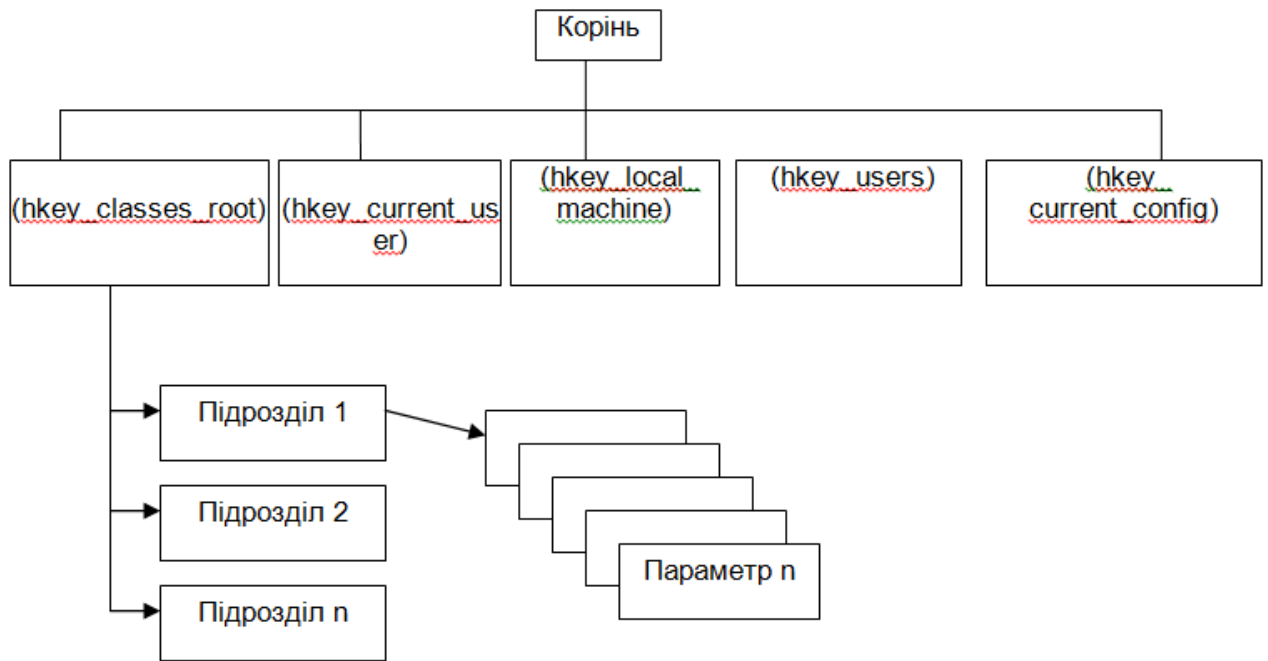 Корінь
(hkey_classes_root)
(hkey_current_us
er)
(hkey_local_
machine)
(hkey_users)
(hkey_
current_config)
Підрозділ 1
Підрозділ 2
Підрозділ n
Параметр n